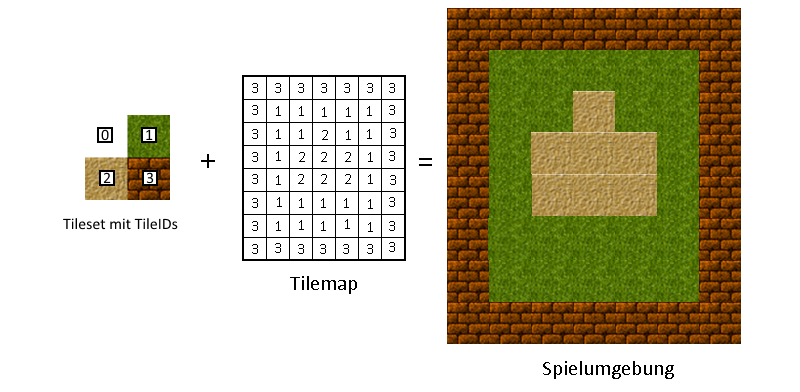 0 1
2 3
Tileset mit TileIDs
+
3 3 3 3 3 3 3
3 1 1 1 1 1 3
3 1 1 2 1 1 3
3 1 2 2 2 1 3
3 1 2 2 2 1 3
3 1 1 1 1 1 3
3 1 1 1 1 1 3
3 3 3 3 3 3 3
Tilemap
=
Spielumgebung